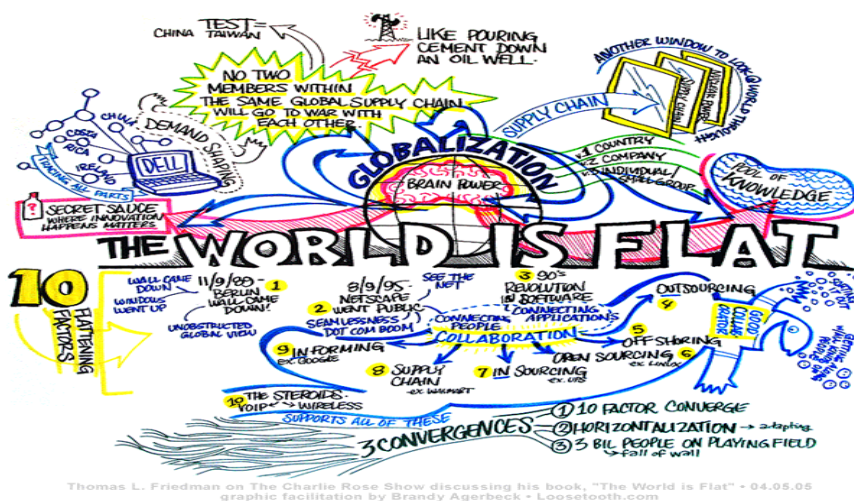 TEST =
CHINA TAIWAN
LIKE POURING
CEMENT DOWN
AN OIL WELL.
NO TWO
MEMBERS WITHIN
THE SAME GLOBAL SUPPLY CHAIN
WILL GO TO WAR WITH
EACH OTHER.
ANOTHER WINDOW TO LOOK @ WORLD THROUGH
SUPPLY CHAIN
SUPPLY CHAIN
DEMAND SHAPING
CHINA
COSTA
RICA
IRELAND
DELL
TRACING ALL PARTS
GLOBALIZATION
BRAIN POWER
v.1 COUNTRY
v.2 COMPANY
v.3 INDIVIDUAL/
SMALL GROUP
POOL OF
KNOWLEDGE
?
SECRET SAUCE
WHERE INNOVATION
HAPPENS MATTERS.
THE WORLD IS FLAT
10
FLATTENING
FACTORS
WALL CAME
DOWN
WINDOWS
WENT UP
11/9/89 -
BERLIN
WALL CAME
DOWN!
1
UNOBSTRUCTED
GLOBAL VIEW
8/9/95 -
NETSCAPE
2 WENT PUBLIC
SEE THE
NET
SEAMLESSNESS
DOT COM BOOM
3 90'S
REVOLUTION
IN SOFTWARE
CONNECTING
APPLICATIONS
CONNECTING
PEOPLE
COLLABORATION
OUTSOURCING
4
5
OFFSHORING
OPEN SOURCING 6
ex. LINUX
7 IN SOURCING
ex. UPS
8 SUPPLY
CHAIN
ex. WALMART
9 INFORMING
ex. GOOGLE
10 THE STEROIDS.
VOIP WIRELESS
SUPPORTS ALL OF THESE
3 CONVERGENCES
1 10 FACTOR CONVERGE
2 HORIZONTALIZATION → adapting
3 3 BIL PEOPLE ON PLAYING FIELD
"fall of wall
Thomas L. Friedman on The Charlie Rose Show discussing his book, "The World is Flat" • 04.05.05
graphic facilitation by Brandy Agerbeck • Loosetooth.com